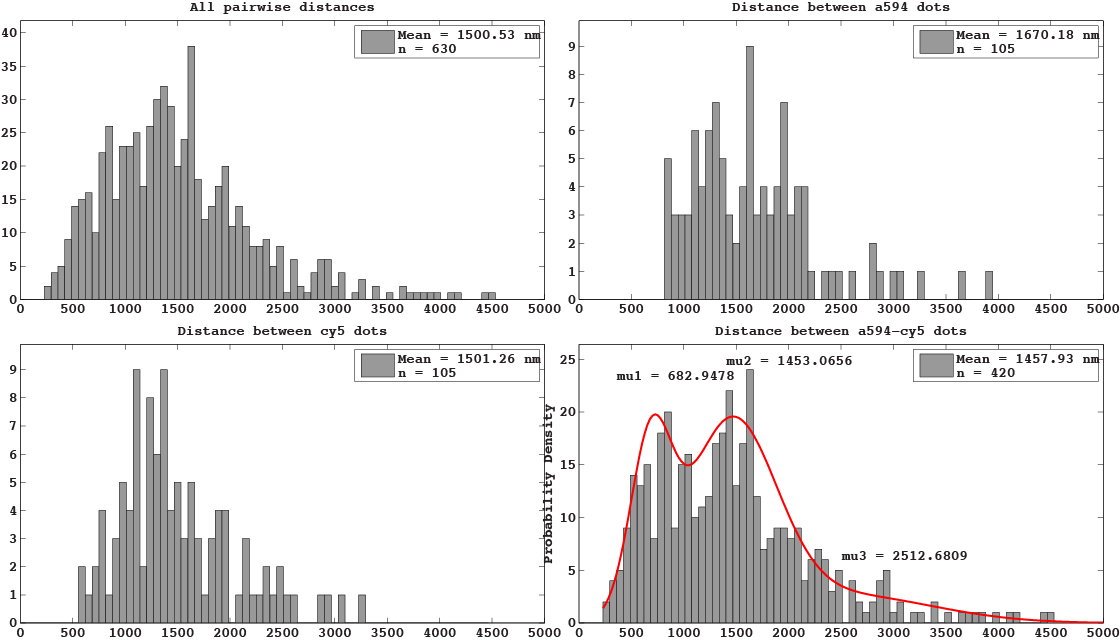 All pairwise distances
Mean = 1500.53 nm
n = 630
40
35
30
25
20
15
10
5
0
0 500 1000 1500 2000 2500 3000 3500 4000 4500 5000
Distance between a594 dots
Mean = 1670.18 nm
n = 105
9
8
7
6
5
4
3
2
1
0
0 500 1000 1500 2000 2500 3000 3500 4000 4500 5000
Distance between cy5 dots
Mean = 1501.26 nm
n = 105
9
8
7
6
5
4
3
2
1
0
0 500 1000 1500 2000 2500 3000 3500 4000 4500 5000
Distance between a594-cy5 dots
Mean = 1457.93 nm
n = 420
mu2 = 1453.0656
mu1 = 682.9478
mu3 = 2512.6809
Probability Density
25
20
15
10
5
0
0 500 1000 1500 2000 2500 3000 3500 4000 4500 5000